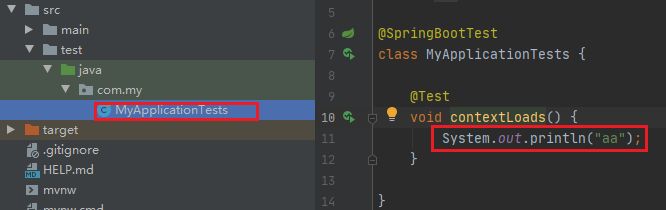 src
main
test
java
com.my
MyApplicationTests
target
.gitignore
HELP.md
mvnw
mvnw.cmd
5
6 @SpringBootTest
7 class MyApplicationTests {
8
9 @Test
10 void contextLoads() {
11 System.out.println("aa");
12 }
13
14 }